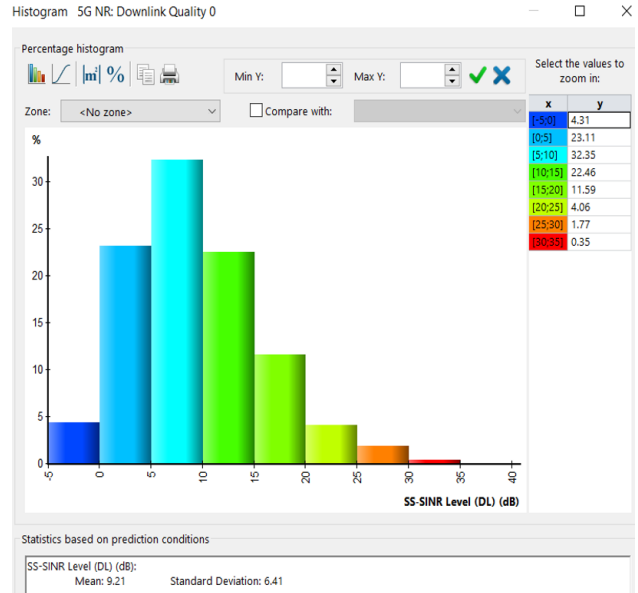 Histogram 5G NR: Downlink Quality 0
Percentage histogram
m² %
Min Y:
Max Y:
Select the values to
zoom in:
Zone: <No zone>
Compare with:
x y
[-5;0] 4.31
[0;5] 23.11
[5;10] 32.35
[10;15] 22.46
[15;20] 11.59
[20;25] 4.06
[25;30] 1.77
[30;35] 0.35
%
30
25
20
15
10
5
0
-5 0 5 10 15 20 25 30 35 40
SS-SINR Level (DL) (dB)
Statistics based on prediction conditions
SS-SINR Level (DL) (dB):
Mean: 9.21 Standard Deviation: 6.41